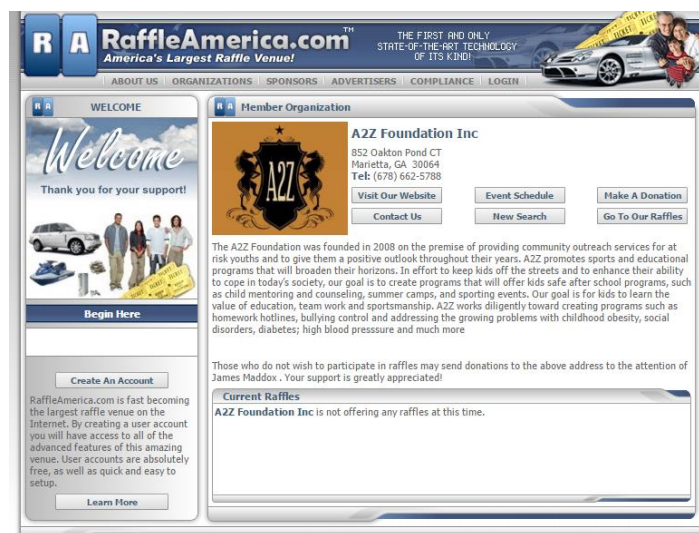 R A RaffleAmerica.com™
America's Largest Raffle Venue!
THE FIRST AND ONLY
STATE-OF-THE-ART TECHNOLOGY
OF ITS KIND!
TICKET
ABOUT US ORGANIZATIONS SPONSORS ADVERTISERS COMPLIANCE LOGIN
R A WELCOME
Welcome
Thank you for your support!
Begin Here
Create An Account
RaffleAmerica.com is fast becoming
the largest raffle venue on the
Internet. By creating a user account
you will have access to all of the
advanced features of this amazing
venue. User accounts are absolutely
free, as well as quick and easy to
setup.
Learn More
R A Member Organization
A2Z
A2Z Foundation Inc
852 Oakton Pond CT
Marietta, GA 30064
Tel: (678) 662-5788
Visit Our Website Event Schedule Make A Donation
Contact Us New Search Go To Our Raffles
The A2Z Foundation was founded in 2008 on the premise of providing community outreach services for at
risk youths and to give them a positive outlook throughout their years. A2Z promotes sports and educational
programs that will broaden their horizons. In effort to keep kids off the streets and to enhance their ability
to cope in today's society, our goal is to create programs that will offer kids safe after school programs, such
as child mentoring and counseling, summer camps, and sporting events. Our goal is for kids to learn the
value of education, team work and sportsmanship. A2Z works diligently toward creating programs such as
homework hotlines, bullying control and addressing the growing problems with childhood obesity, social
disorders, diabetes; high blood presssure and much more
Those who do not wish to participate in raffles may send donations to the above address to the attention of
James Maddox . Your support is greatly appreciated!
Current Raffles
A2Z Foundation Inc is not offering any raffles at this time.